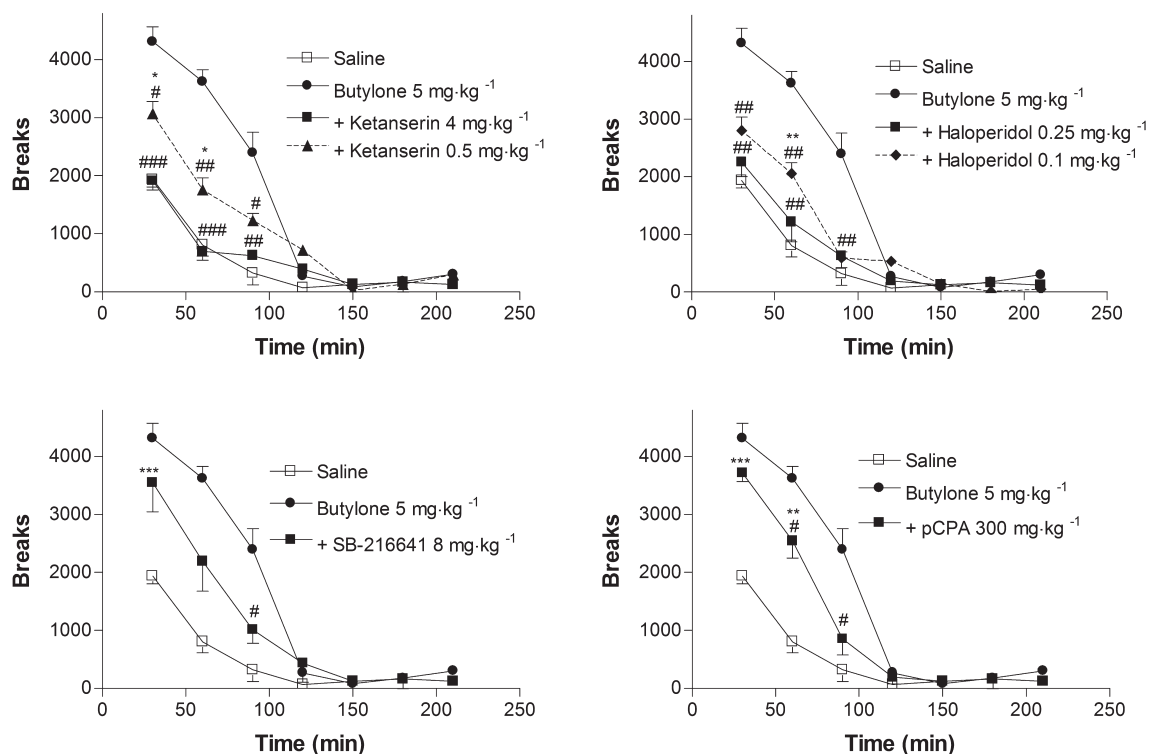 4000
3000
2000
1000
0
Breaks
*
#
###
*
##
###
#
##
Saline
Butylone 5 mg·kg -1
+ Ketanserin 4 mg·kg -1
+ Ketanserin 0.5 mg·kg -1
0 50 100 150 200 250
Time (min)
4000
3000
2000
1000
0
Breaks
##
##
**
##
##
##
Saline
Butylone 5 mg·kg -1
+ Haloperidol 0.25 mg·kg -1
+ Haloperidol 0.1 mg·kg -1
0 50 100 150 200 250
Time (min)
4000
3000
2000
1000
0
Breaks
***
#
Saline
Butylone 5 mg·kg -1
+ SB-216641 8 mg·kg -1
0 50 100 150 200 250
Time (min)
4000
3000
2000
1000
0
Breaks
***
**
#
#
Saline
Butylone 5 mg·kg -1
+ pCPA 300 mg·kg -1
0 50 100 150 200 250
Time (min)